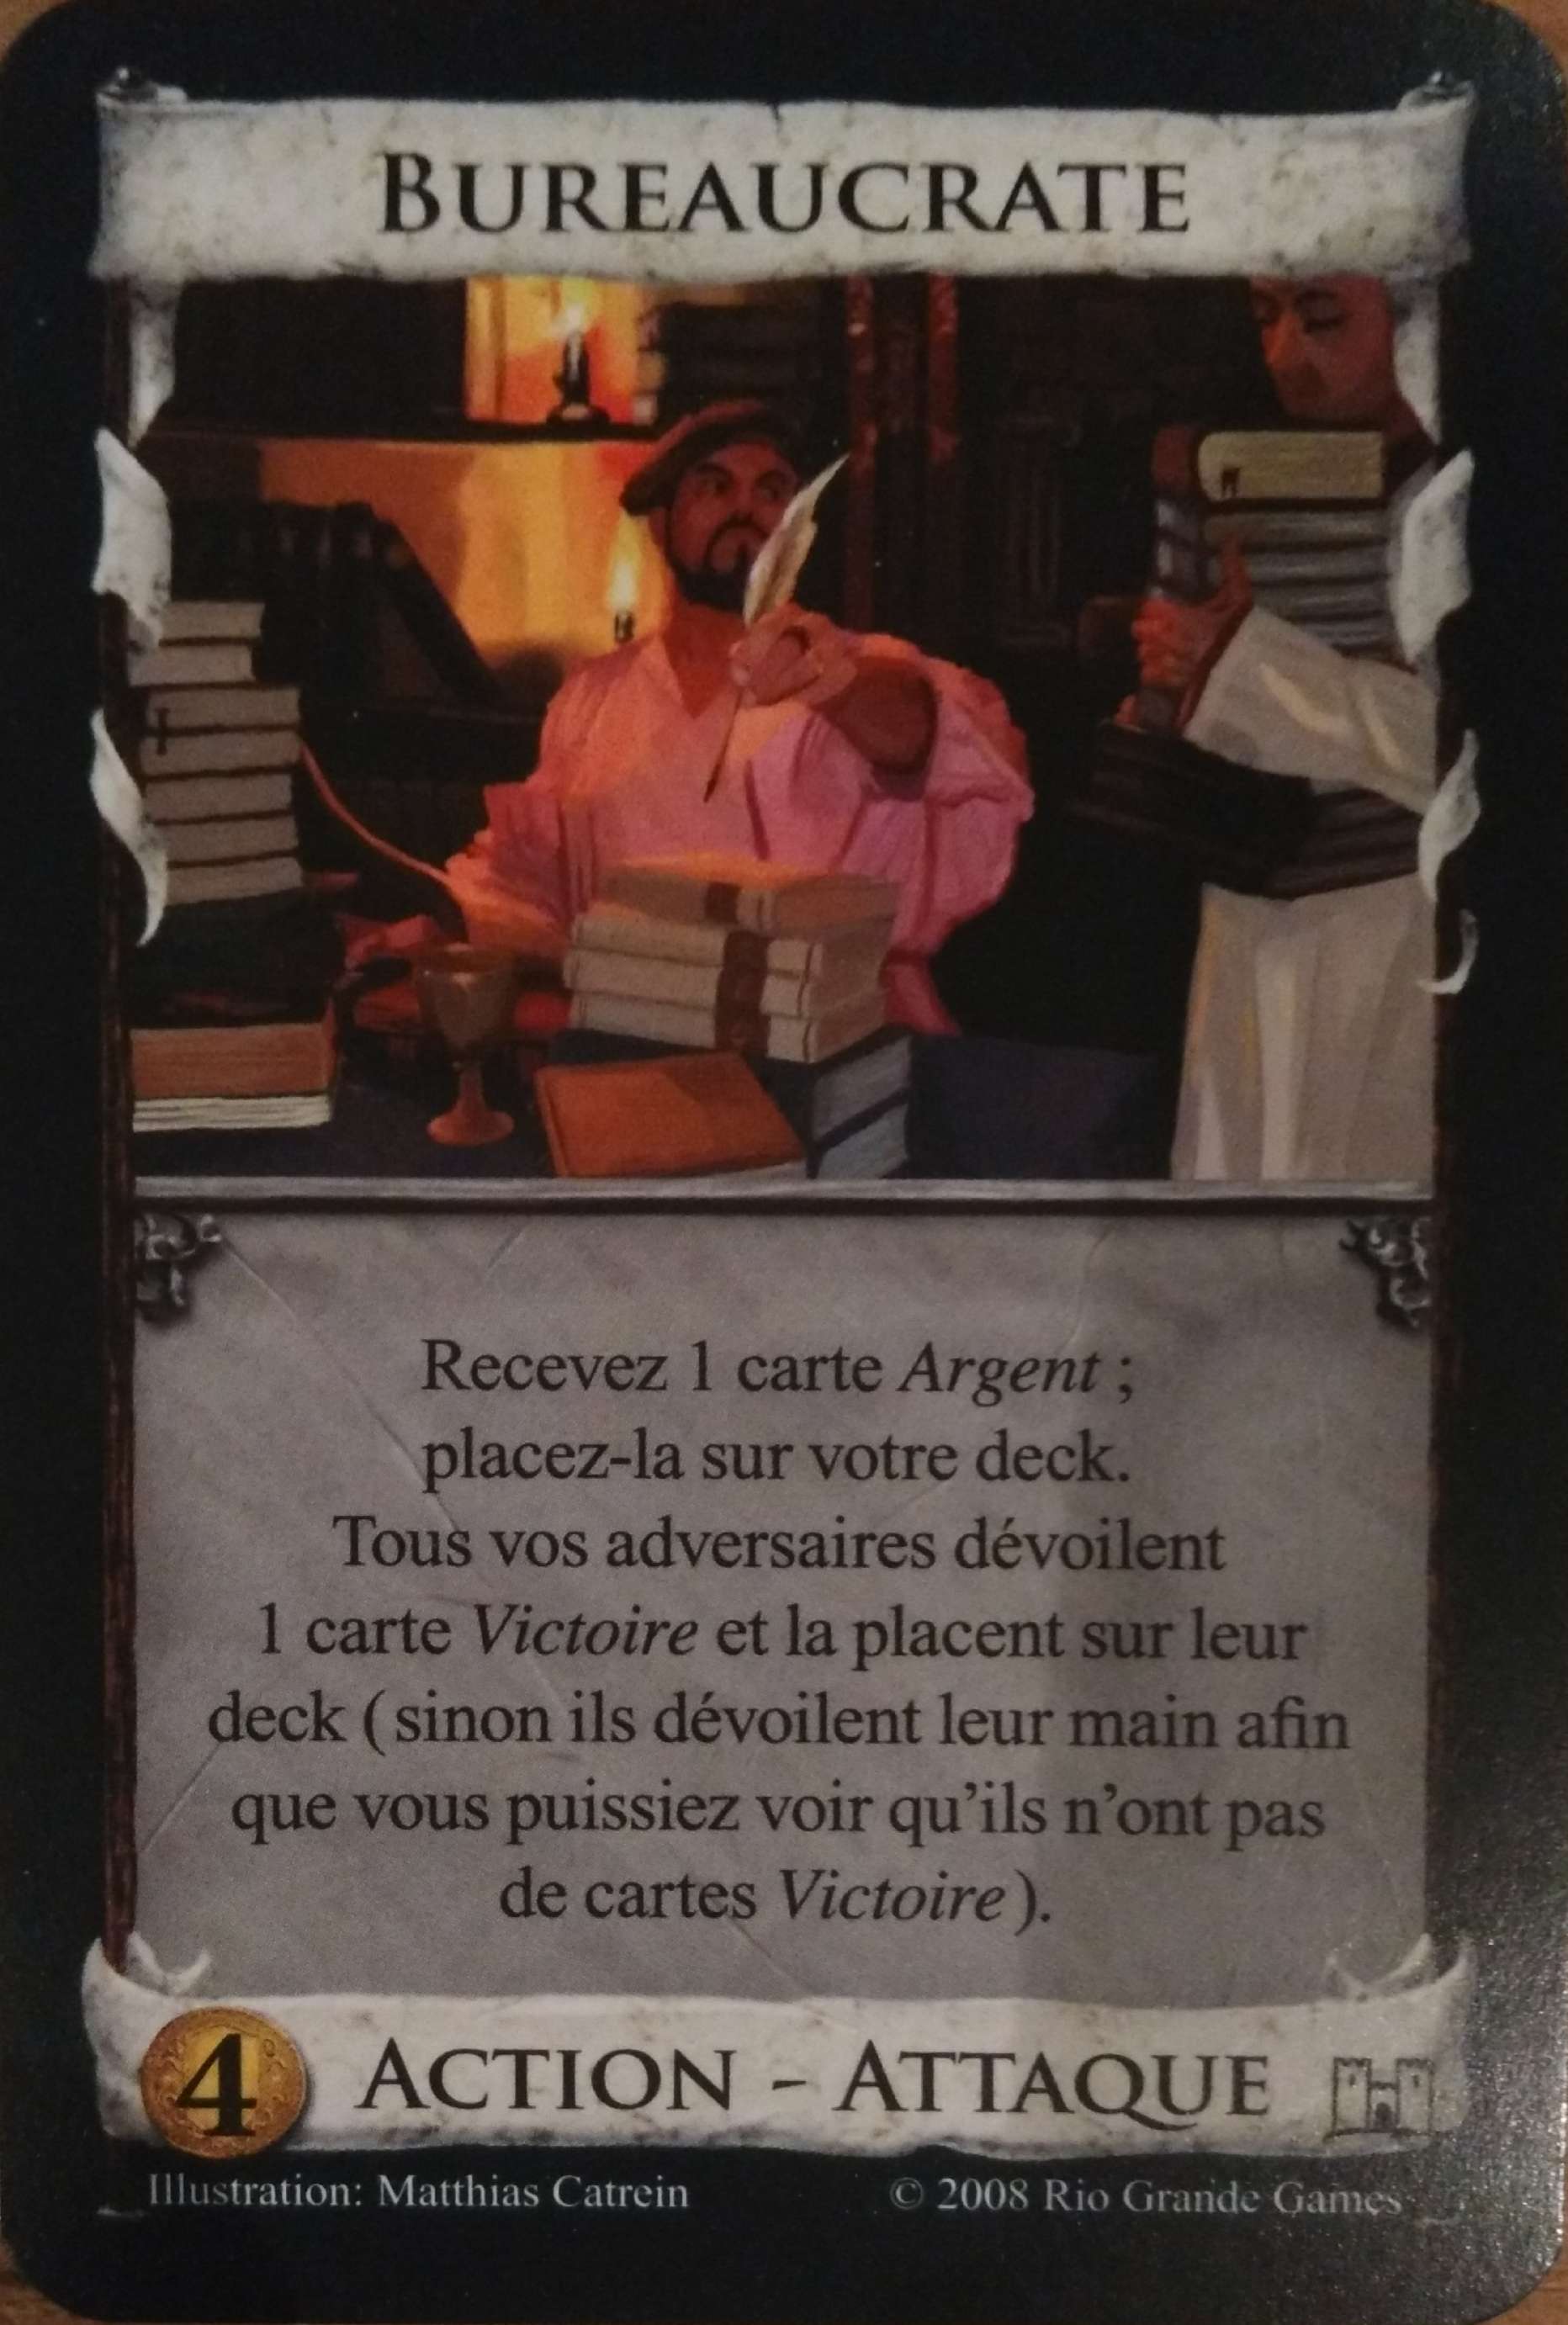 BUREAUCRATE
Recevez 1 carte Argent ;
placez-la sur votre deck.
Tous vos adversaires dévoilent
1 carte Victoire et la placent sur leur
deck ( sinon ils dévoilent leur main afin
que vous puissiez voir qu'ils n'ont pas
de cartes Victoire ).
4 ACTION - ATTAQUE
Illustration: Matthias Catrein © 2008 Rio Grande Games